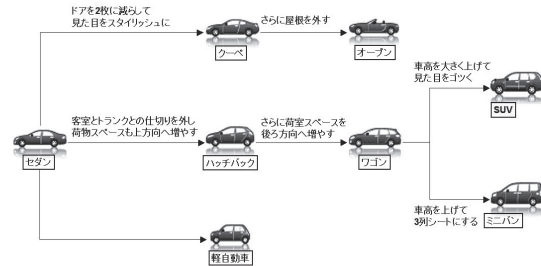 ドアを2枚に減らして
見た目をスタイリッシュに
クーペ
さらに屋根を外す
オープン
車高を大きく上げて
見た目をゴツく
SUV
客室とトランクとの仕切りを外し
荷物スペースも上方向へ増やす
セダン
ハッチバック
さらに荷室スペースを
後ろ方向へ増やす
ワゴン
車高を上げて
3列シートにする
ミニバン
軽自動車